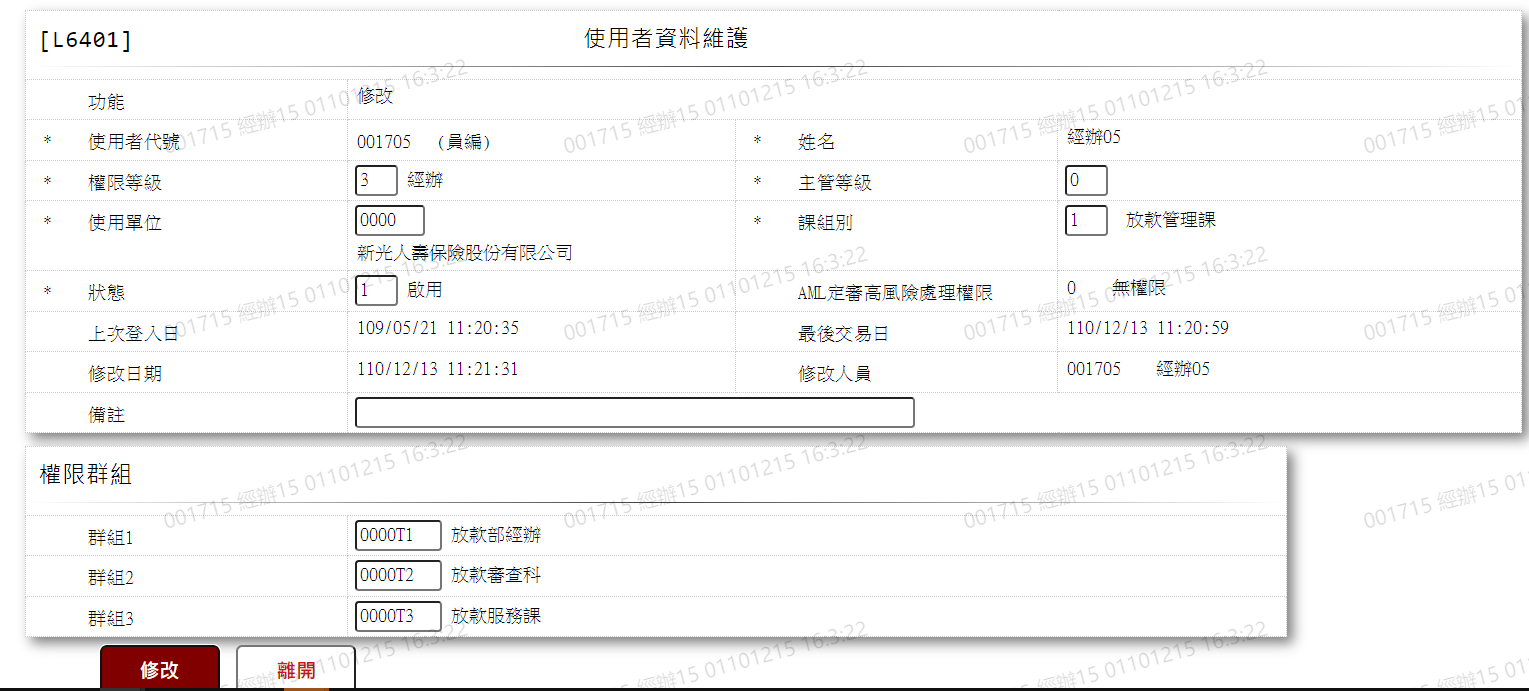 [L6401] 使用者資料維護
功能 修改
* 使用者代號 001705 (員編) * 姓名 經辦05
* 權限等級 3 經辦 * 主管等級 0
* 使用單位 0000 * 課組別 1 放款管理課
新光人壽保險股份有限公司
* 狀態 1 啟用 AML定審高風險處理權限 0 無權限
上次登入日 109/05/21 11:20:35 最後交易日 110/12/13 11:20:59
修改日期 110/12/13 11:21:31 修改人員 001705 經辦05
備註
權限群組
群組1 0000T1 放款部經辦
群組2 0000T2 放款審查科
群組3 0000T3 放款服務課
修改 離開
001715 經辦15 01101215 16:3:22